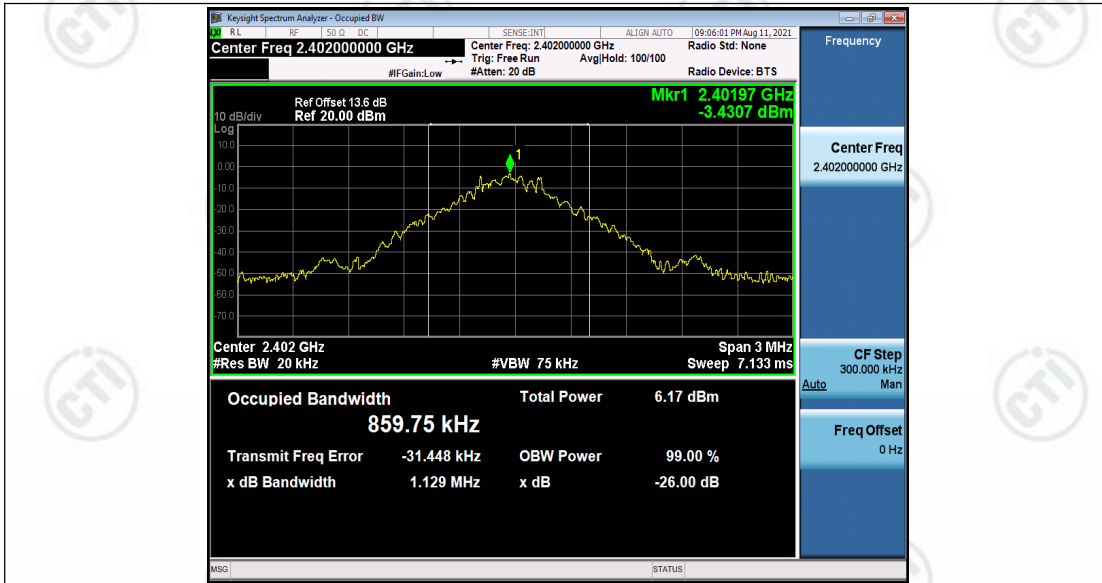 Keysight Spectrum Analyzer - Occupied BW
LXI RL RF 50 Ω DC SENSE:INT ALIGN AUTO 09:06:01 PM Aug 11, 2021
Center Freq 2.402000000 GHz
Center Freq: 2.402000000 GHz
Radio Std: None
Trig: Free Run Avg|Hold: 100/100
#IFGain:Low #Atten: 20 dB Radio Device: BTS
Mkr1 2.40197 GHz
-3.4307 dBm
Ref Offset 13.6 dB
10 dB/div Ref 20.00 dBm
Log
10.0
0.00
-10.0
-20.0
-30.0
-40.0
-50.0
-60.0
-70.0
1
Center 2.402 GHz Span 3 MHz
#Res BW 20 kHz #VBW 75 kHz Sweep 7.133 ms
Occupied Bandwidth Total Power 6.17 dBm
859.75 kHz
Transmit Freq Error -31.448 kHz OBW Power 99.00 %
x dB Bandwidth 1.129 MHz x dB -26.00 dB
MSG STATUS
Frequency
Center Freq
2.402000000 GHz
CF Step
300.000 kHz
Auto Man
Freq Offset
0 Hz
CTI
CTI
CTI
CTI